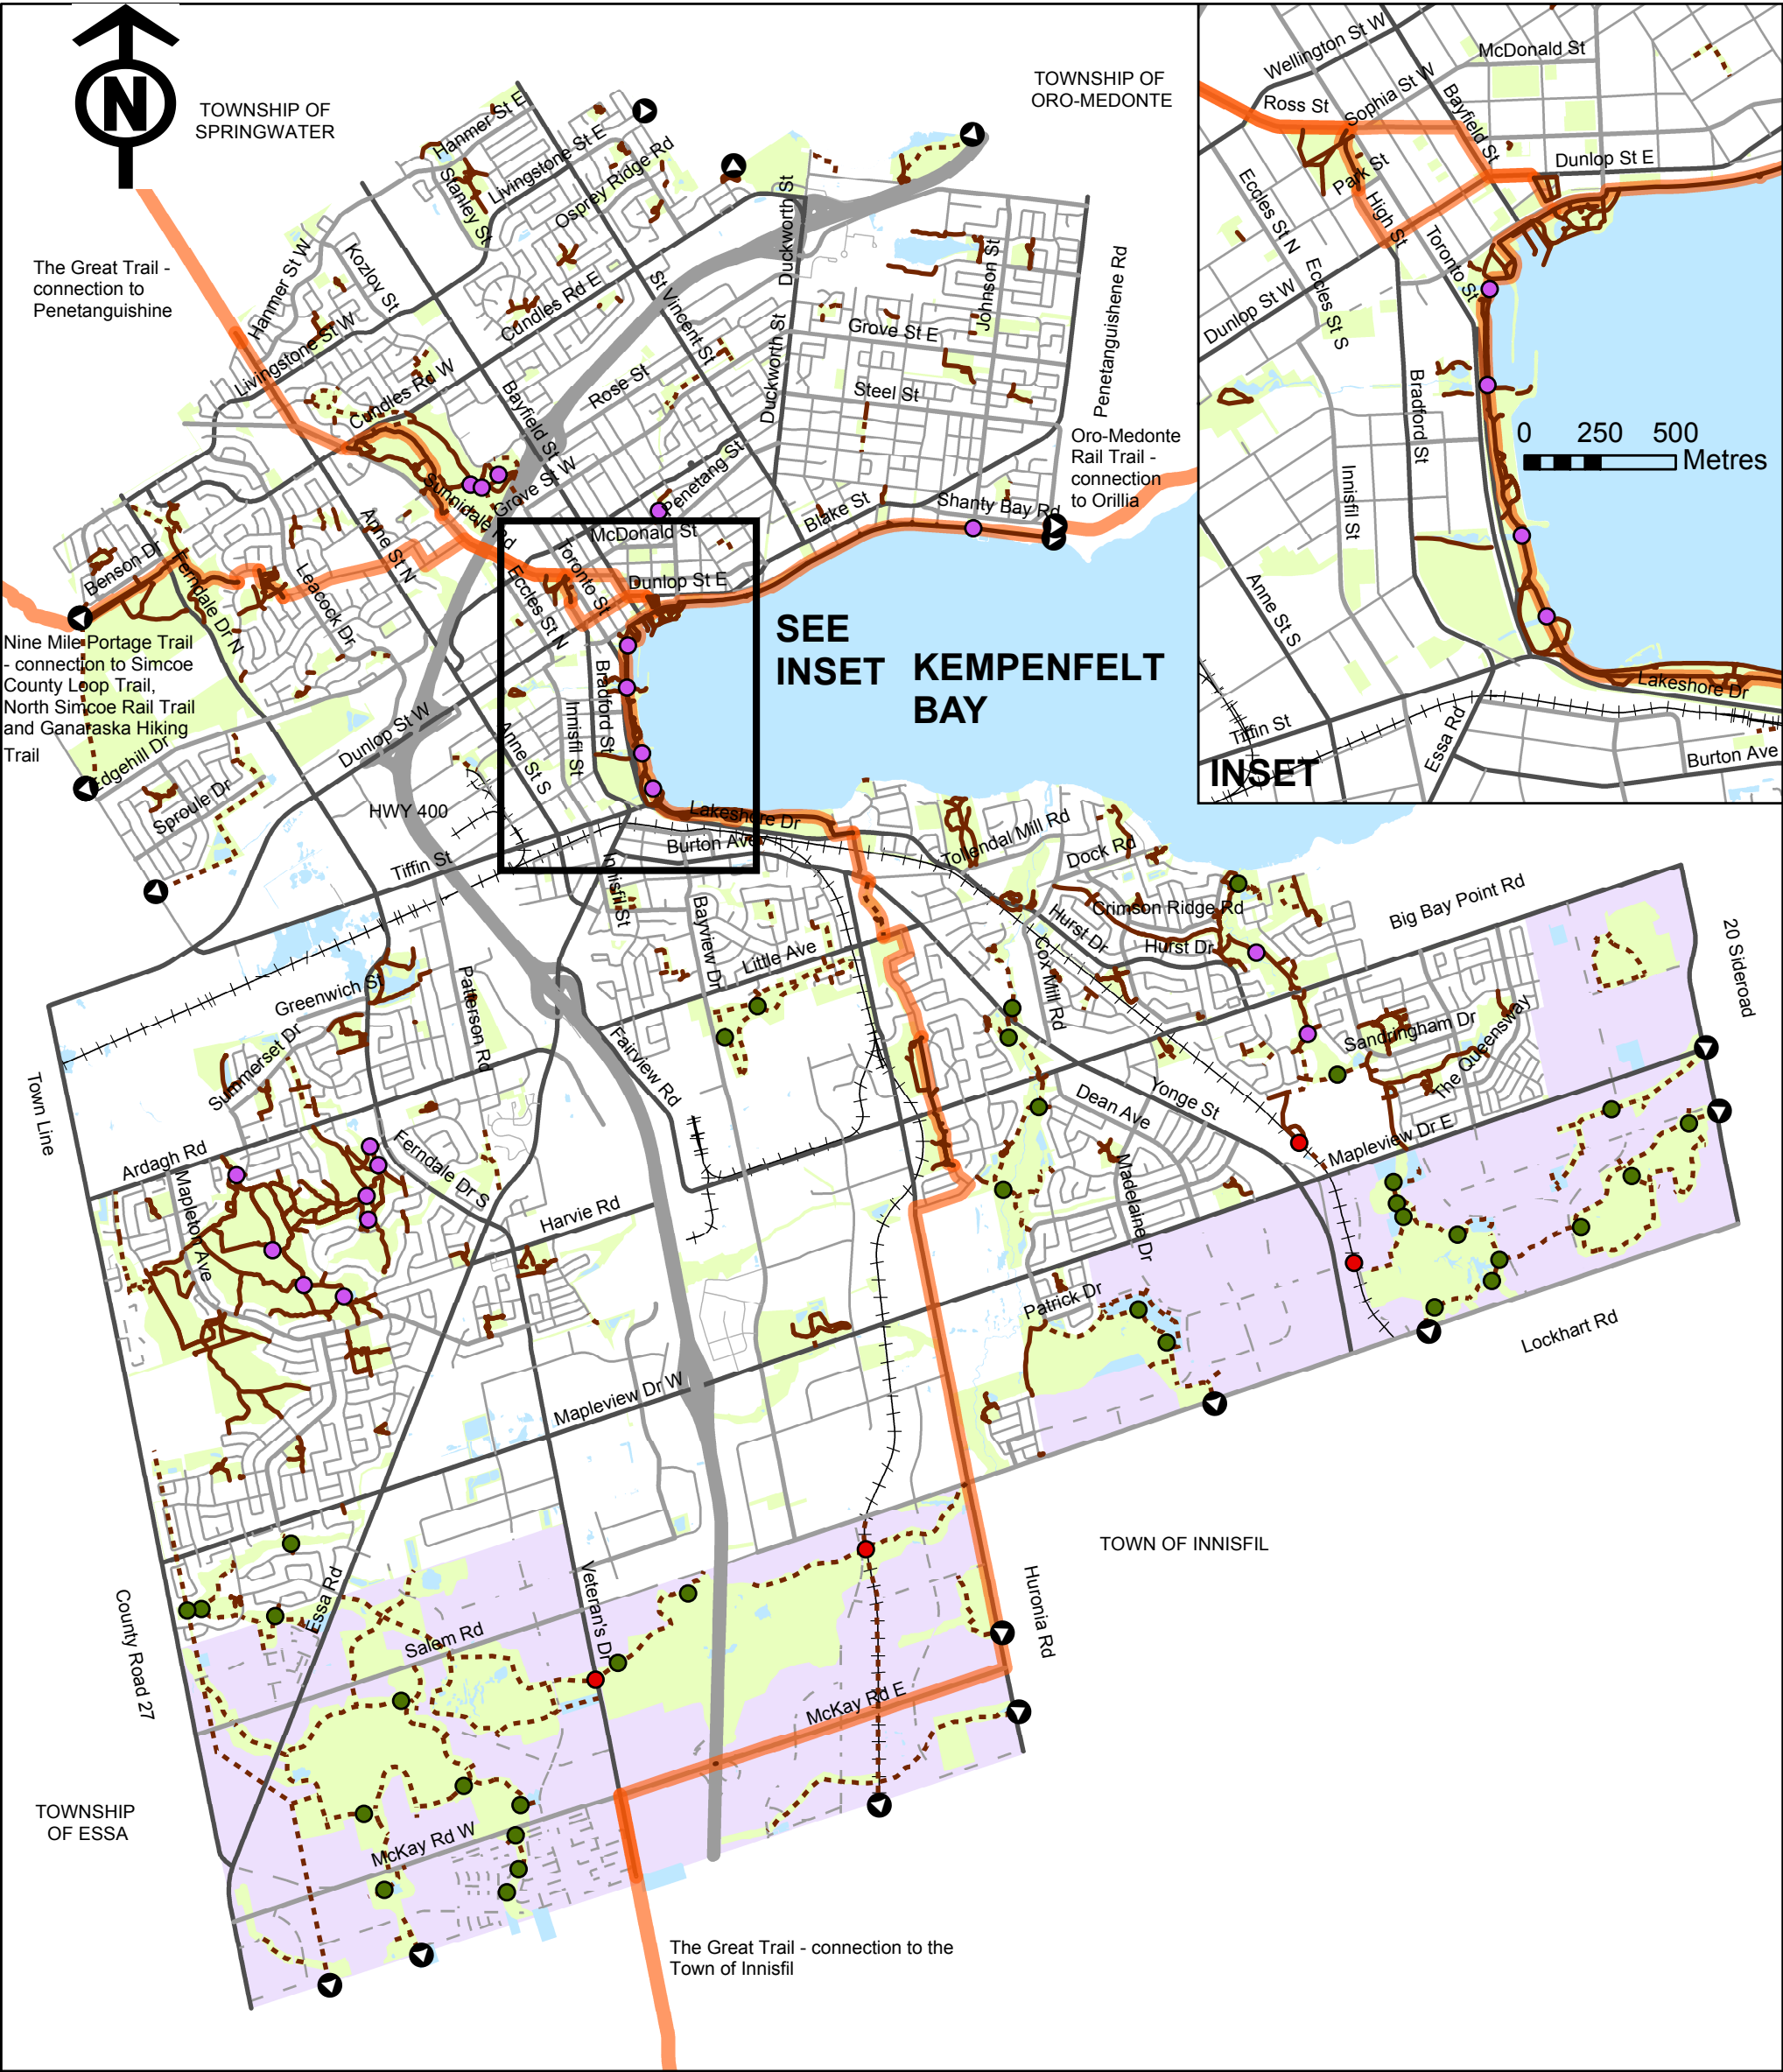 N
TOWNSHIP OF
SPRINGWATER
TOWNSHIP OF
ORO-MEDONTE
The Great Trail -
connection to
Penetanguishine
Hanmer St E
Stanley St
Livingstone St E
Osprey Ridge Rd
Hanmer St W
Kozlov St
Livingstone St W
Cundles Rd E
Cundles Rd W
St Vincent St
Duckworth St
Duckworth St
Johnson St
Grove St E
Steel St
Penetanguishene Rd
Rose St
Bayfield St
Grove St W
Sunnidale Rd
Penetang St
McDonald St
Blake St
Shanty Bay Rd
Oro-Medonte
Rail Trail -
connection
to Orillia
Benson Dr
Ferndale Dr N
Leacock Dr
Anne St N
Eccles St N
Toronto St
Dunlop St E
SEE
INSET
KEMPENFELT
BAY
Nine Mile Portage Trail
- connection to Simcoe
County Loop Trail,
North Simcoe Rail Trail
and Ganaraska Hiking
Trail
Edgehill Dr
Sproule Dr
Dunlop St W
HWY 400
Anne St S
Innisfil St
Bradford St
Tiffin St
Lakeshore Dr
Burton Ave
Innisfil St
Bayview Dr
Little Ave
Tollendal Mill Rd
Dock Rd
Crimson Ridge Rd
Hurst Dr
Hurst Dr
Cox Mill Rd
Big Bay Point Rd
20 Sideroad
Sandringham Dr
The Queensway
Greenwich St
Patterson Rd
Summerset Dr
Fairview Rd
Town Line
Ardagh Rd
Mapleton Ave
Ferndale Dr S
Harvie Rd
Dean Ave
Yonge St
Madelaine Dr
Mapleview Dr E
Patrick Dr
Lockhart Rd
Mapleview Dr W
TOWN OF INNISFIL
County Road 27
Essa Rd
Salem Rd
Veteran's Dr
Huronia Rd
McKay Rd E
McKay Rd W
TOWNSHIP
OF ESSA
The Great Trail - connection to the
Town of Innisfil
Wellington St W
McDonald St
Ross St
Sophia St W
Bayfield St
Dunlop St E
Park St
High St
Eccles St N
Eccles St S
Toronto St
Dunlop St W
Bradford St
Innisfil St
Anne St S
0 250 500
Metres
Lakeshore Dr
Tiffin St
Essa Rd
Burton Ave
INSET